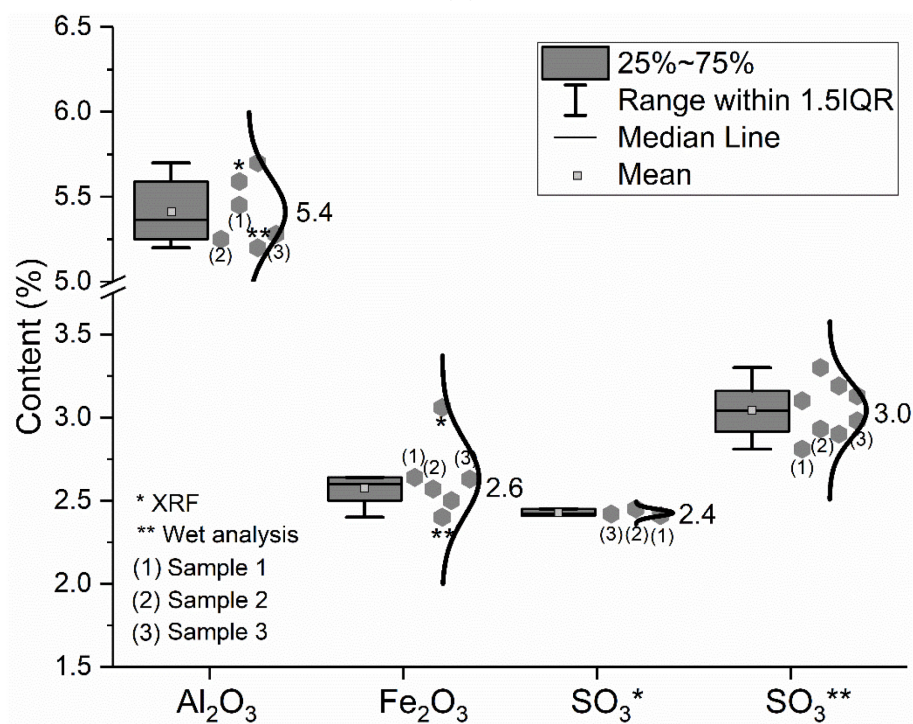 6.5
6.0
5.5
5.0
3.5
3.0
2.5
2.0
1.5
Content (%)
25%~75%
Range within 1.5IQR
Median Line
Mean
*
(1)
**
(2)
(3)
5.4
*
(1)
(2)
(3)
**
2.6
(3)
(2)
(1)
2.4
(1)
(2)
(3)
3.0
* XRF
** Wet analysis
(1) Sample 1
(2) Sample 2
(3) Sample 3
Al₂O₃
Fe₂O₃
SO₃*
SO₃**